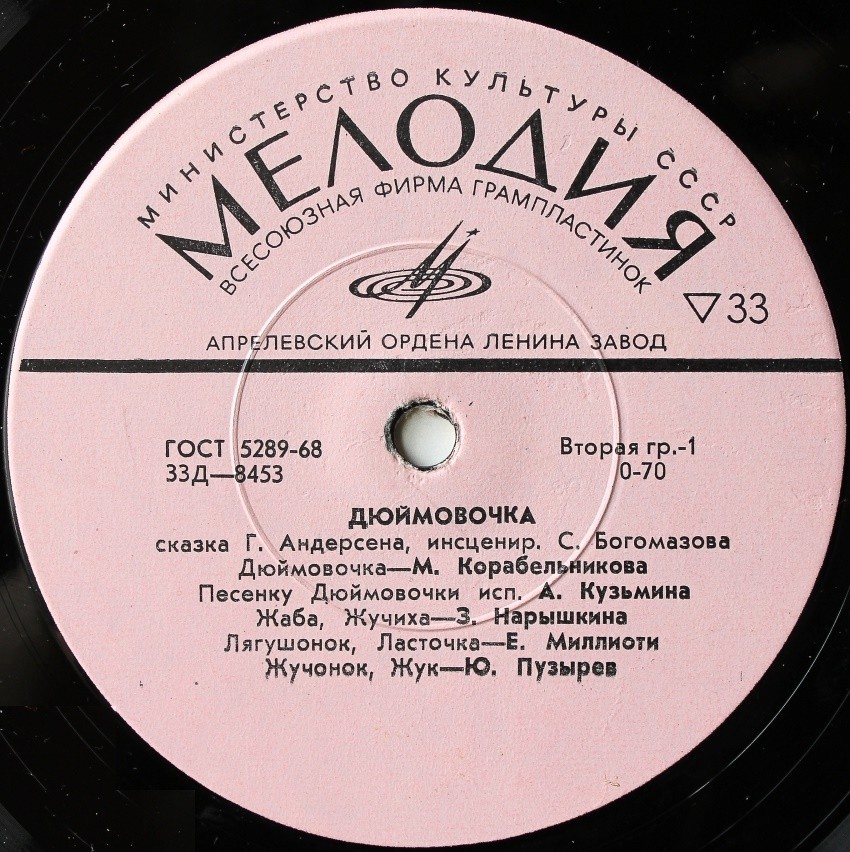 МИНИСТЕРСТВО КУЛЬТУРЫ СССР
МЕЛОДИЯ
ВСЕСОЮЗНАЯ ФИРМА ГРАМПЛАСТИНОК
▽33
АПРЕЛЕВСКИЙ ОРДЕНА ЛЕНИНА ЗАВОД
ГОСТ 5289-68 Вторая гр.-1
33Д—8453 0-70
ДЮЙМОВОЧКА
сказка Г. Андерсена, инсценир. С. Богомазова
Дюймовочка—М. Корабельникова
Песенку Дюймовочки исп. А. Кузьмина
Жаба, Жучиха—З. Нарышкина
Лягушонок, Ласточка—Е. Миллиоти
Жучонок, Жук—Ю. Пузырев